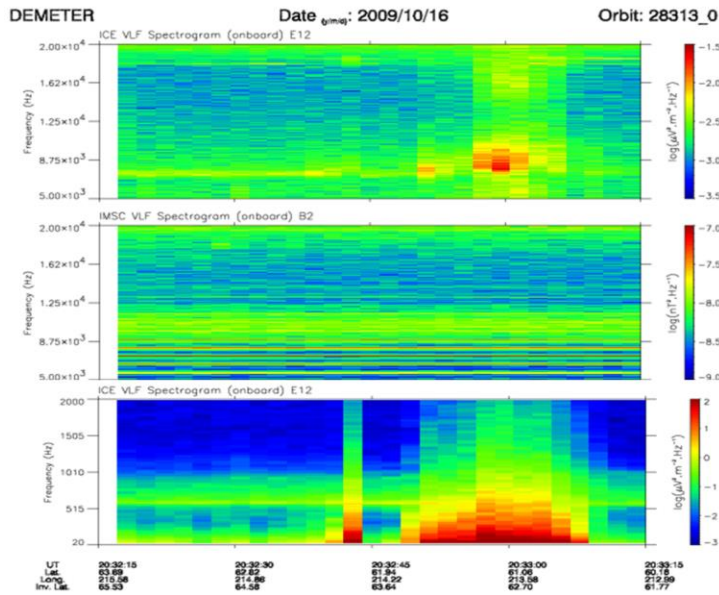 DEMETER Date (y/m/d): 2009/10/16 Orbit: 28313_0
ICE VLF Spectrogram (onboard) E12
Frequency (Hz)
2.00×10⁴
1.62×10⁴
1.25×10⁴
8.75×10³
5.00×10³
log(μV²,m⁻²,Hz⁻¹)
-1.5
-2.0
-2.5
-3.0
-3.5
IMSC VLF Spectrogram (onboard) B2
Frequency (Hz)
2.00×10⁴
1.62×10⁴
1.25×10⁴
8.75×10³
5.00×10³
log(nT²,Hz⁻¹)
-7.0
-7.5
-8.0
-8.5
-9.0
ICE VLF Spectrogram (onboard) E12
Frequency (Hz)
2000
1505
1010
515
20
log(μV²,m⁻²,Hz⁻¹)
2
1
0
-1
-2
-3
UT 20:32:15 20:32:30 20:32:45 20:33:00 20:33:15
Lat. 63.69 62.82 61.94 61.06 60.18
Long. 215.58 214.86 214.22 213.58 212.99
Inv. Lat. 65.53 64.58 63.64 62.70 61.77